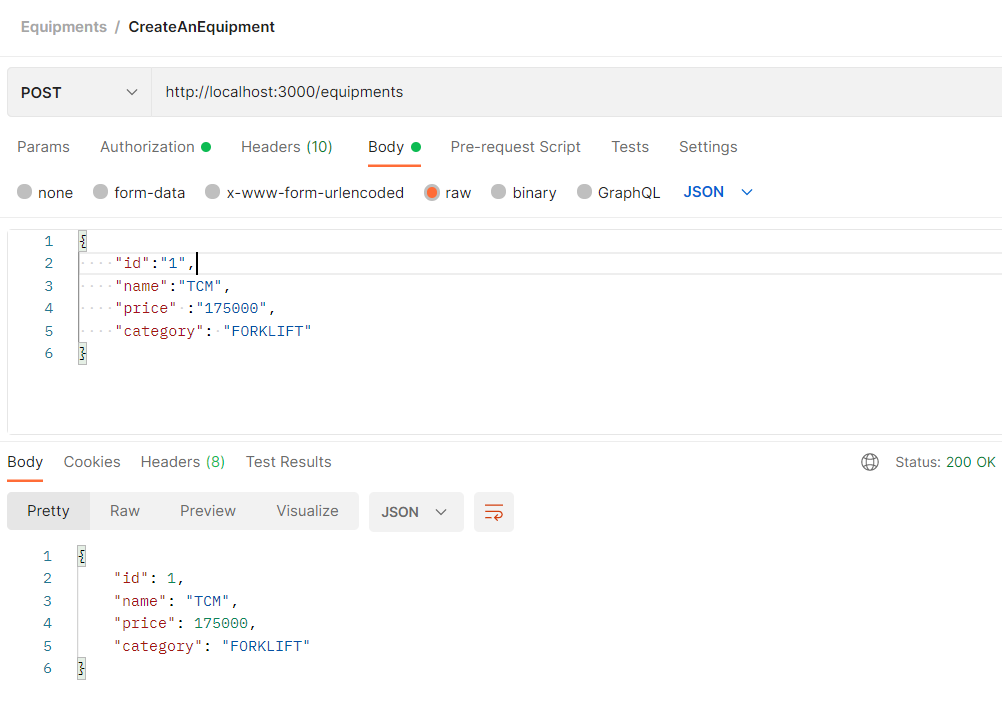 Equipments / CreateAnEquipment
POST http://localhost:3000/equipments
Params Authorization Headers (10) Body Pre-request Script Tests Settings
none form-data x-www-form-urlencoded raw binary GraphQL JSON
1 {
2 "id":"1",
3 "name":"TCM",
4 "price" :"175000",
5 "category": "FORKLIFT"
6 }
Body Cookies Headers (8) Test Results Status: 200 OK
Pretty Raw Preview Visualize JSON
1 {
2 "id": 1,
3 "name": "TCM",
4 "price": 175000,
5 "category": "FORKLIFT"
6 }